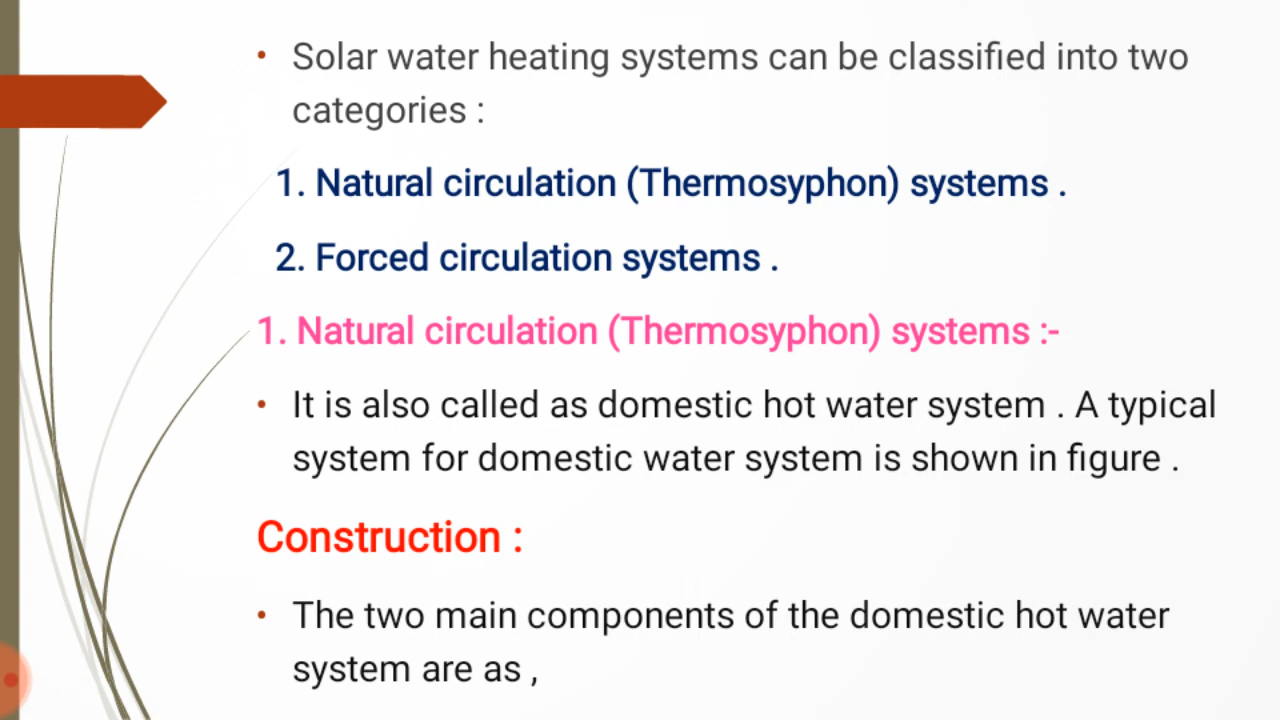 • Solar water heating systems can be classified into two
categories :
1. Natural circulation (Thermosyphon) systems .
2. Forced circulation systems .
1. Natural circulation (Thermosyphon) systems :-
• It is also called as domestic hot water system . A typical
system for domestic water system is shown in figure .
Construction :
• The two main components of the domestic hot water
system are as ,